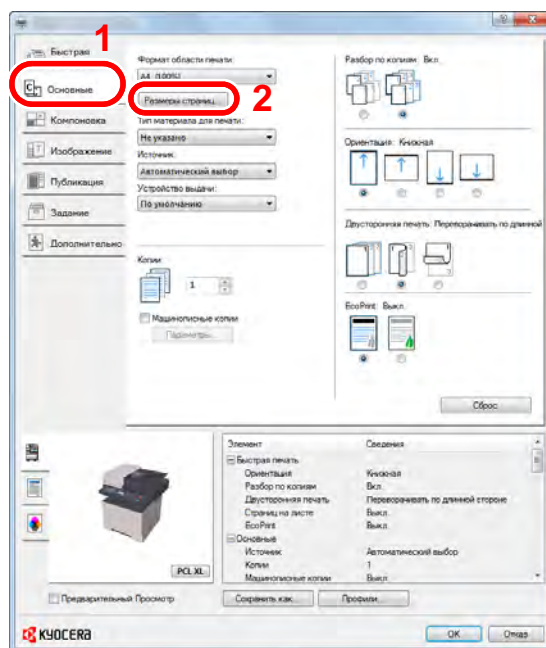 1
Быстрая
Основные
Компоновка
Изображение
Публикация
Задание
Дополнительно
Формат области печати:
A4 (100%)
Размеры страниц...
2
Тип материала для печати:
Не указано
Источник:
Автоматический выбор
Устройство выдачи:
По умолчанию
Копии:
1
Машинописные копии
Параметры...
Разбор по копиям: Вкл.
Ориентация: Книжная
Двусторонняя печать: Переворачивать по длинной
EcoPrint: Выкл.
Сброс
PCL XL
Предварительный Просмотр
Элемент Сведения
Быстрая печать
Ориентация Книжная
Разбор по копиям Вкл.
Двусторонняя печать Переворачивать по длинной стороне
Страниц на листе Выкл.
EcoPrint Выкл.
Основные
Источник Автоматический выбор
Копии 1
Машинописные копии Выкл.
Сохранить как... Профили...
KYOCERA
OK Отказ